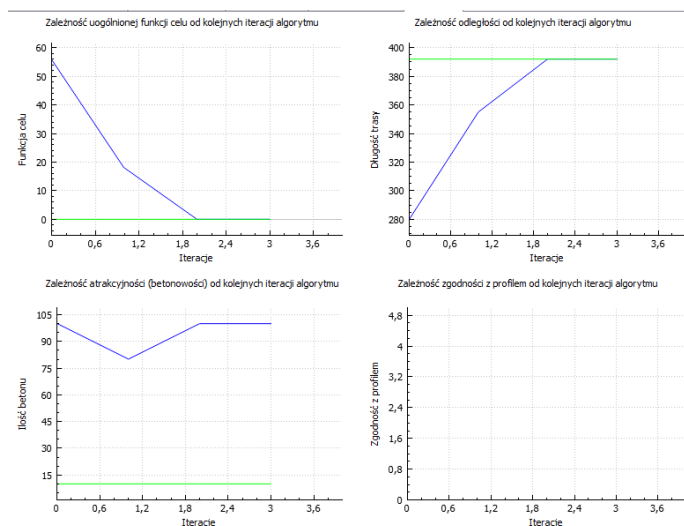 Zależność uogólnionej funkcji celu od kolejnych iteracji algorytmu
Funkcja celu
60
50
40
30
20
10
0
0 0,6 1,2 1,8 2,4 3 3,6
Iteracje
Zależność odległości od kolejnych iteracji algorytmu
Długość trasy
400
380
360
340
320
300
280
0 0,6 1,2 1,8 2,4 3 3,6
Iteracje
Zależność atrakcyjności (betonowości) od kolejnych iteracji algorytmu
Ilość betonu
105
90
75
60
45
30
15
0 0,6 1,2 1,8 2,4 3 3,6
Iteracje
Zależność zgodności z profilem od kolejnych iteracji algorytmu
Zgodność z profilem
4,8
4
3,2
2,4
1,6
0,8
0
0 0,6 1,2 1,8 2,4 3 3,6
Iteracje